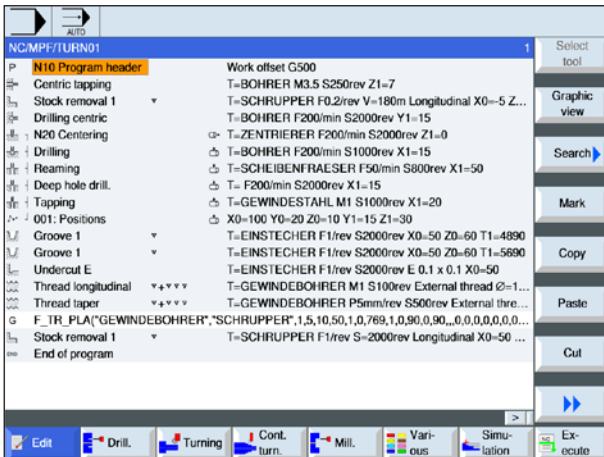 AUTO
NC/MPF/TURN01 1
P N10 Program header Work offset G500
Centric tapping T=BOHRER M3.5 S250rev Z1=7
Stock removal 1 T=SCHRUPPER F0.2/rev V=180m Longitudinal X0=-5 Z...
Drilling centric T=BOHRER F200/min S2000rev Y1=15
N20 Centering T=ZENTRIERER F200/min S2000rev Z1=0
Drilling T=BOHRER F200/min S1000rev X1=15
Reaming T=SCHEIBENFRAESER F50/min S800rev X1=50
Deep hole drill. T= F200/min S2000rev X1=15
Tapping T=GEWINDESTAHL M1 S1000rev X1=20
001: Positions X0=100 Y0=20 Z0=10 Y1=15 Z1=30
Groove 1 T=EINSTECHER F1/rev S2000rev X0=50 Z0=60 T1=4890
Groove 1 T=EINSTECHER F1/rev S2000rev X0=50 Z0=60 T1=5690
Undercut E T=EINSTECHER F1/rev S2000rev E 0.1 x 0.1 X0=50
Thread longitudinal T=GEWINDEBOHRER M1 S100rev External thread Ø=1...
Thread taper T=GEWINDEBOHRER P5mm/rev S500rev External thre...
G F_TR_PLA("GEWINDEBOHRER","SCHRUPPER",1,5,10,50,1,0,769,1,0,90,0,90,,,0,0,0,0,0,0,0...
Stock removal 1 T=SCHRUPPER F1/rev S=2000rev Longitudinal X0=50 ...
END End of program
>
Select
tool
Graphic
view
Search
Mark
Copy
Paste
Cut
Edit
Drill.
Turning
Cont.
turn.
Mill.
Vari-
ous
Simu-
lation
NC
Ex-
ecute